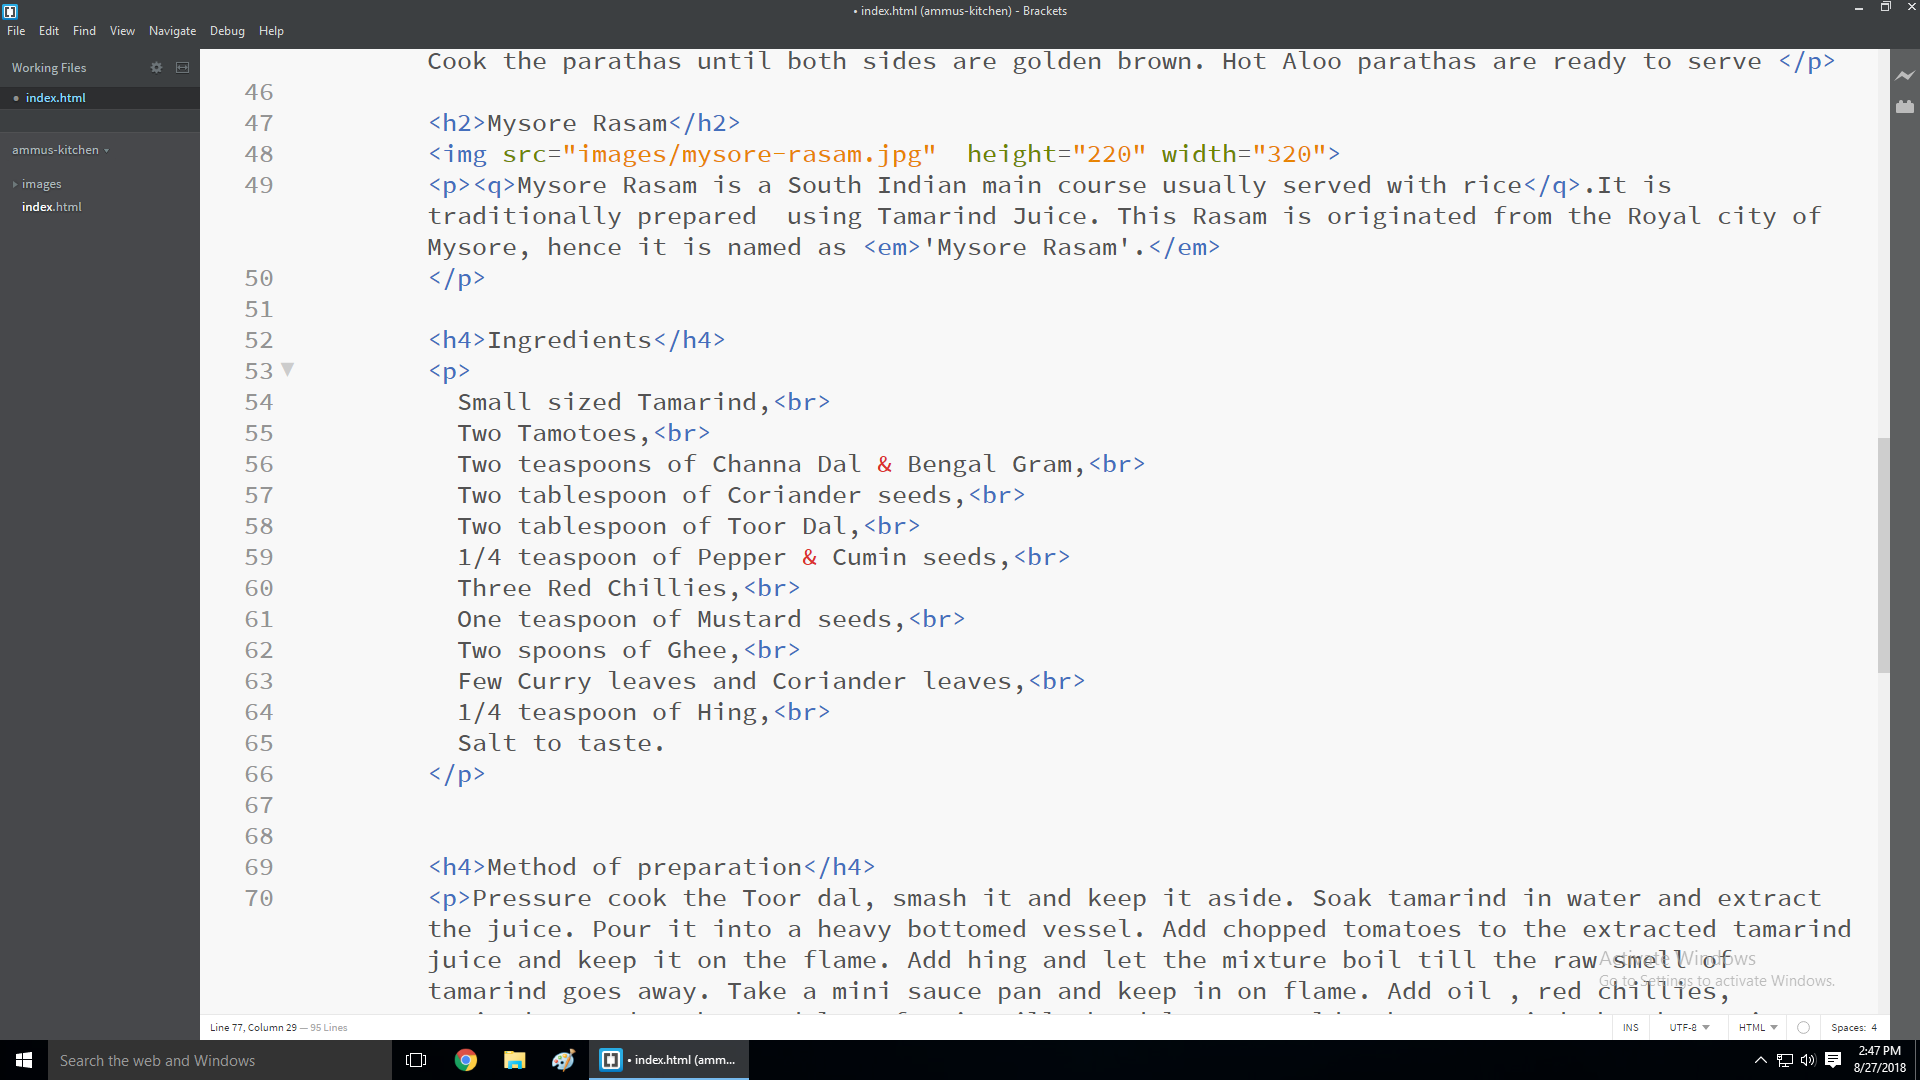 • index.html (ammus-kitchen) - Brackets
File Edit Find View Navigate Debug Help
Working Files
• index.html
ammus-kitchen
images
index.html
Cook the parathas until both sides are golden brown. Hot Aloo parathas are ready to serve </p>
46
47 <h2>Mysore Rasam</h2>
48 <img src="images/mysore-rasam.jpg"  height="220" width="320">
49 <p><q>Mysore Rasam is a South Indian main course usually served with rice</q>.It is
traditionally prepared  using Tamarind Juice. This Rasam is originated from the Royal city of
Mysore, hence it is named as <em>'Mysore Rasam'.</em>
50 </p>
51
52 <h4>Ingredients</h4>
53 <p>
54 Small sized Tamarind,<br>
55 Two Tamotoes,<br>
56 Two teaspoons of Channa Dal & Bengal Gram,<br>
57 Two tablespoon of Coriander seeds,<br>
58 Two tablespoon of Toor Dal,<br>
59 1/4 teaspoon of Pepper & Cumin seeds,<br>
60 Three Red Chillies,<br>
61 One teaspoon of Mustard seeds,<br>
62 Two spoons of Ghee,<br>
63 Few Curry leaves and Coriander leaves,<br>
64 1/4 teaspoon of Hing,<br>
65 Salt to taste.
66 </p>
67
68
69 <h4>Method of preparation</h4>
70 <p>Pressure cook the Toor dal, smash it and keep it aside. Soak tamarind in water and extract
the juice. Pour it into a heavy bottomed vessel. Add chopped tomatoes to the extracted tamarind
juice and keep it on the flame. Add hing and let the mixture boil till the raw smell of
tamarind goes away. Take a mini sauce pan and keep in on flame. Add oil , red chillies,
Activate Windows
Go to Settings to activate Windows.
Line 77, Column 29 — 95 Lines
INS UTF-8 HTML Spaces: 4
Search the web and Windows
• index.html (amm...
2:47 PM
8/27/2018